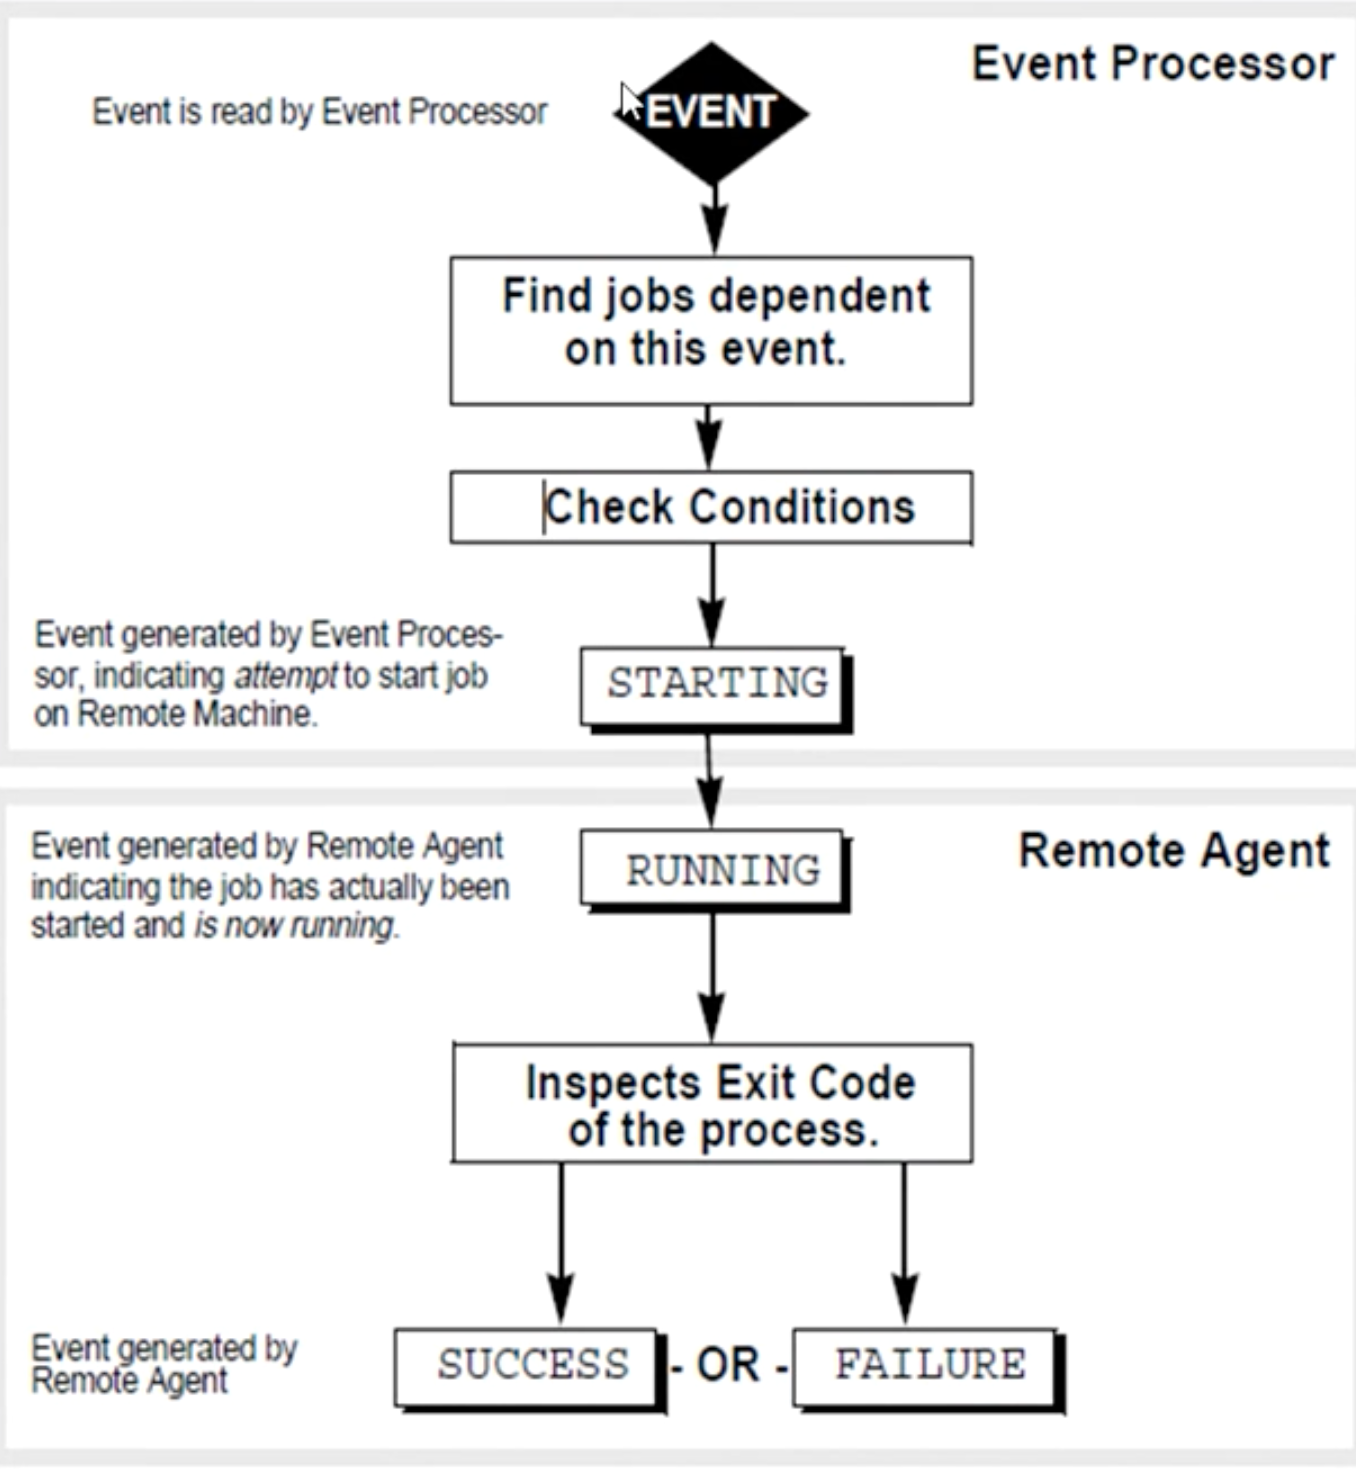 Event Processor
Event is read by Event Processor
EVENT
Find jobs dependent
on this event.
Check Conditions
Event generated by Event Proces-
sor, indicating attempt to start job
on Remote Machine.
STARTING
Remote Agent
Event generated by Remote Agent
indicating the job has actually been
started and is now running.
RUNNING
Inspects Exit Code
of the process.
Event generated by
Remote Agent
SUCCESS - OR - FAILURE